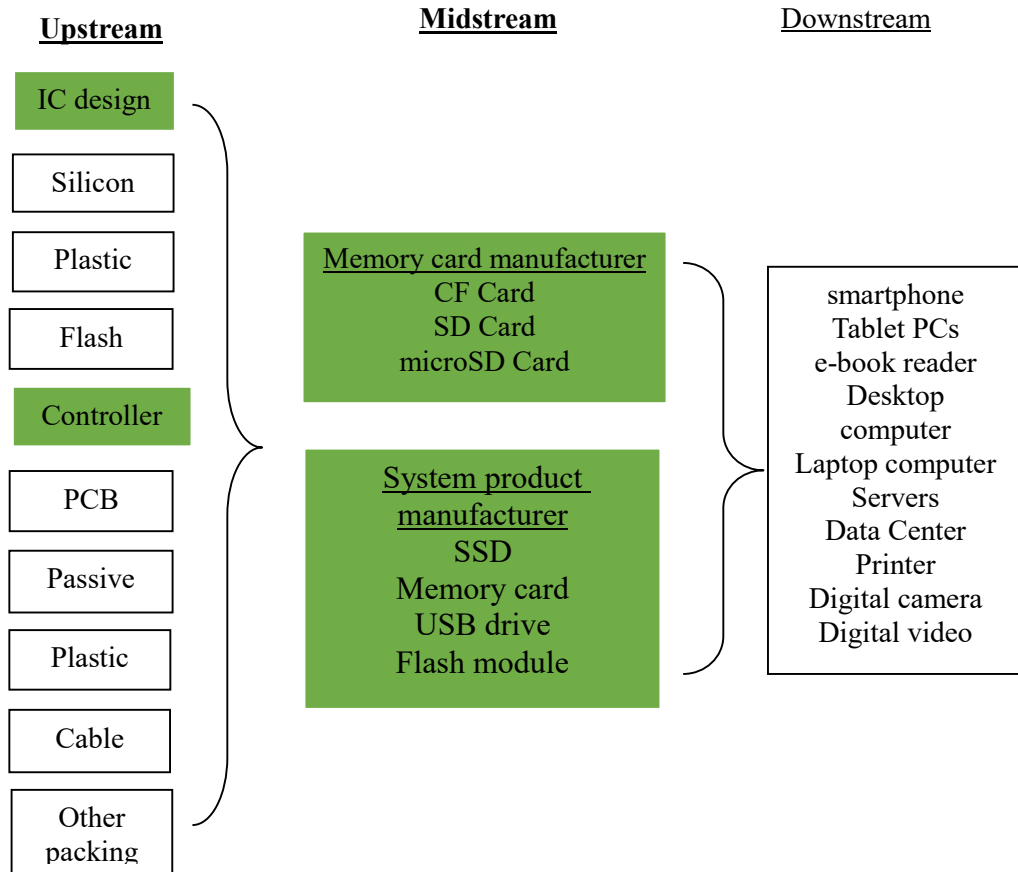 Upstream
Midstream
Downstream
IC design
Silicon
Plastic
Flash
Controller
PCB
Passive
Plastic
Cable
Other
packing
Memory card manufacturer
CF Card
SD Card
microSD Card
System product
manufacturer
SSD
Memory card
USB drive
Flash module
smartphone
Tablet PCs
e-book reader
Desktop
computer
Laptop computer
Servers
Data Center
Printer
Digital camera
Digital video